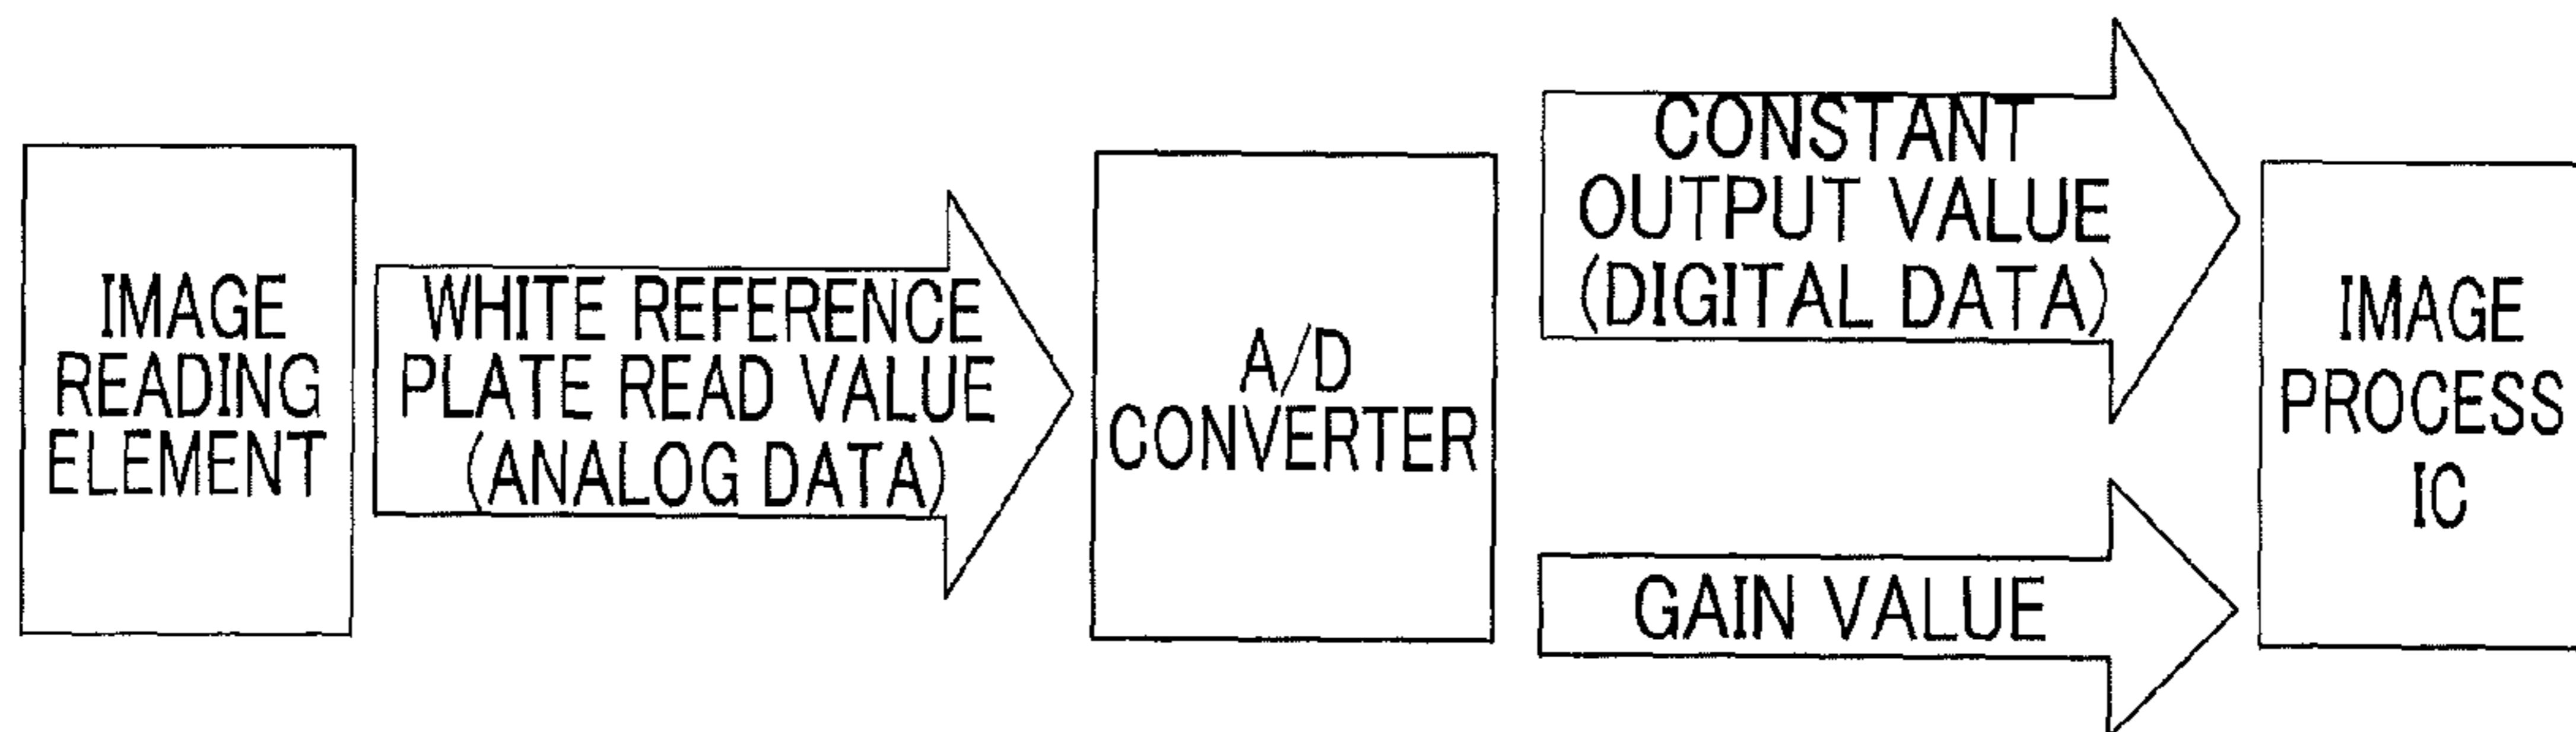 IMAGE
READING
ELEMENT
WHITE REFERENCE
PLATE READ VALUE
(ANALOG DATA)
A/D
CONVERTER
CONSTANT
OUTPUT VALUE
(DIGITAL DATA)
GAIN VALUE
IMAGE
PROCESS
IC